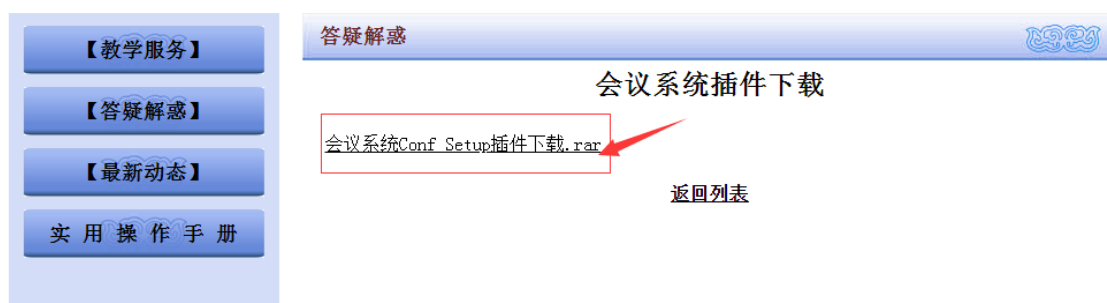 【教学服务】
【答疑解惑】
【最新动态】
实 用 操 作 手 册
答疑解惑
会议系统插件下载
会议系统Conf Setup插件下载.rar
返回列表